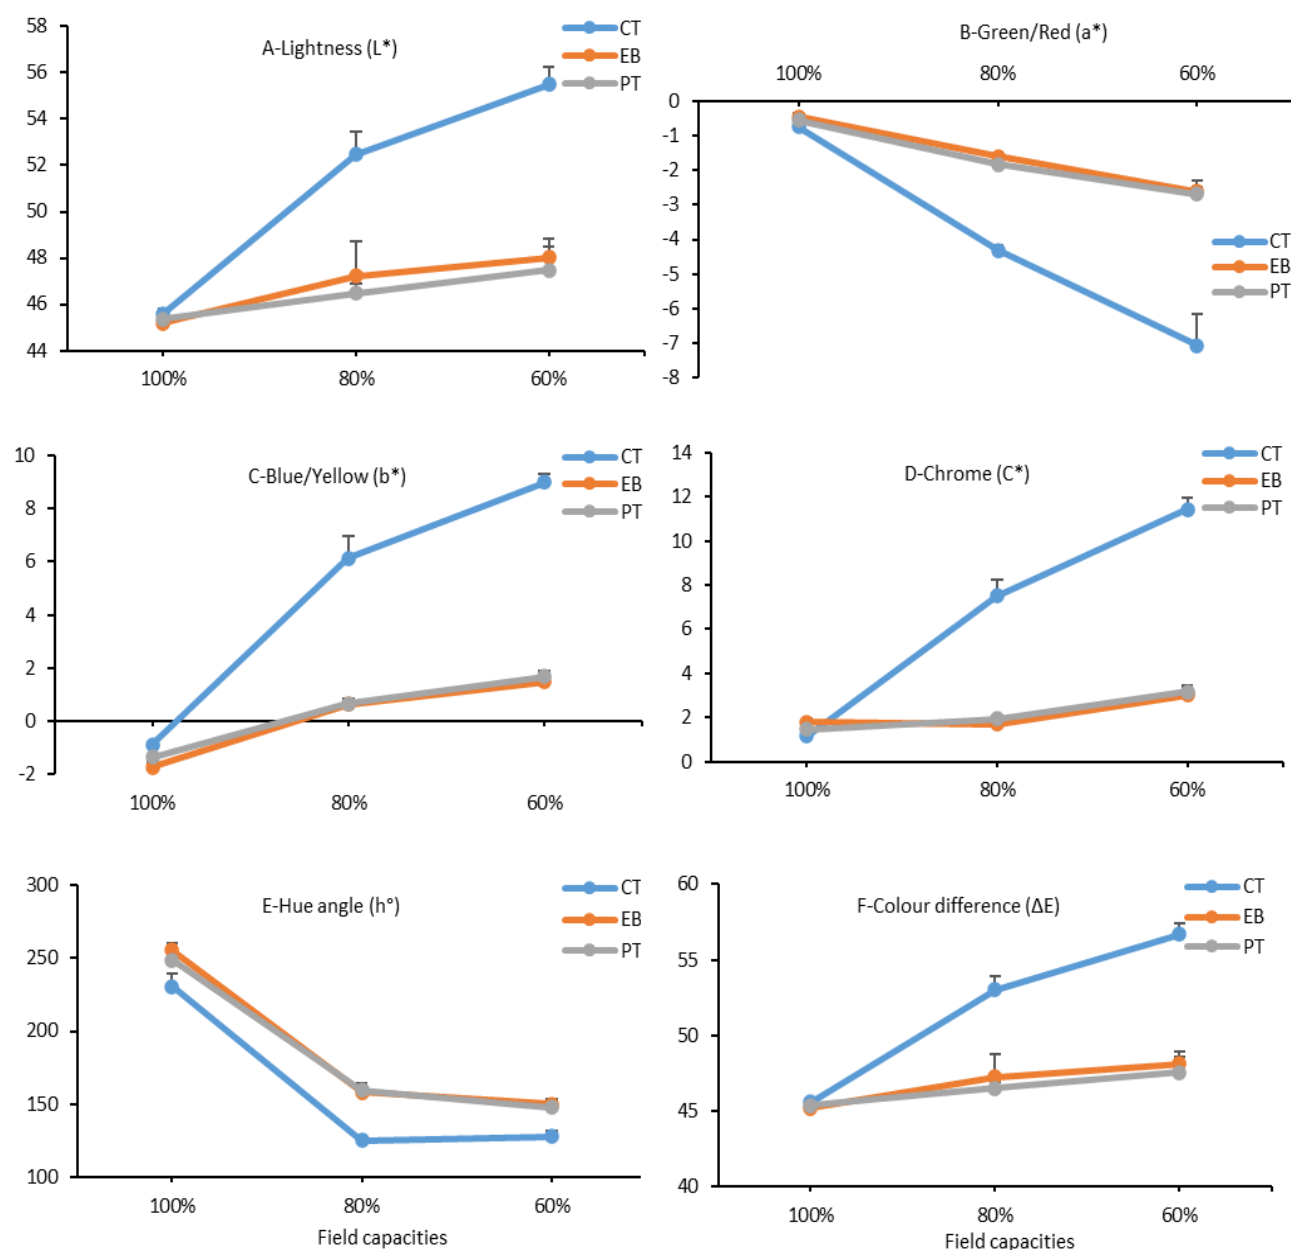 A-Lightness (L*)
CT
EB
PT
58
56
54
52
50
48
46
44
100%
80%
60%
B-Green/Red (a*)
100%
80%
60%
0
-1
-2
-3
-4
-5
-6
-7
-8
CT
EB
PT
C-Blue/Yellow (b*)
CT
EB
PT
10
8
6
4
2
0
-2
100%
80%
60%
D-Chrome (C*)
CT
EB
PT
14
12
10
8
6
4
2
0
100%
80%
60%
E-Hue angle (h°)
CT
EB
PT
300
250
200
150
100
100%
80%
60%
Field capacities
F-Colour difference (ΔE)
CT
EB
PT
60
55
50
45
40
100%
80%
60%
Field capacities